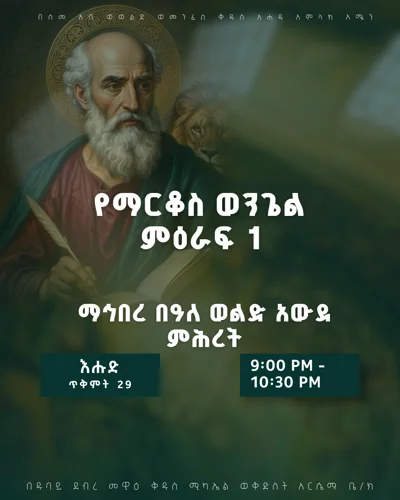 በስመ አብ ወወልድ ወመንፈስ ቅዱስ አሐዱ አምላክ አሜን
የማርቆስ ወንጌል
ምዕራፍ 1
ማኅበረ በዓለ ወልድ አውደ
ምሕረት
እሑድ
ጥቅምት 29
9:00 PM -
10:30 PM
በዱባይ ደብረ መዋዕ ቅዱስ ሚካኤል ወቅድስት አርሴማ ቤ/ክ